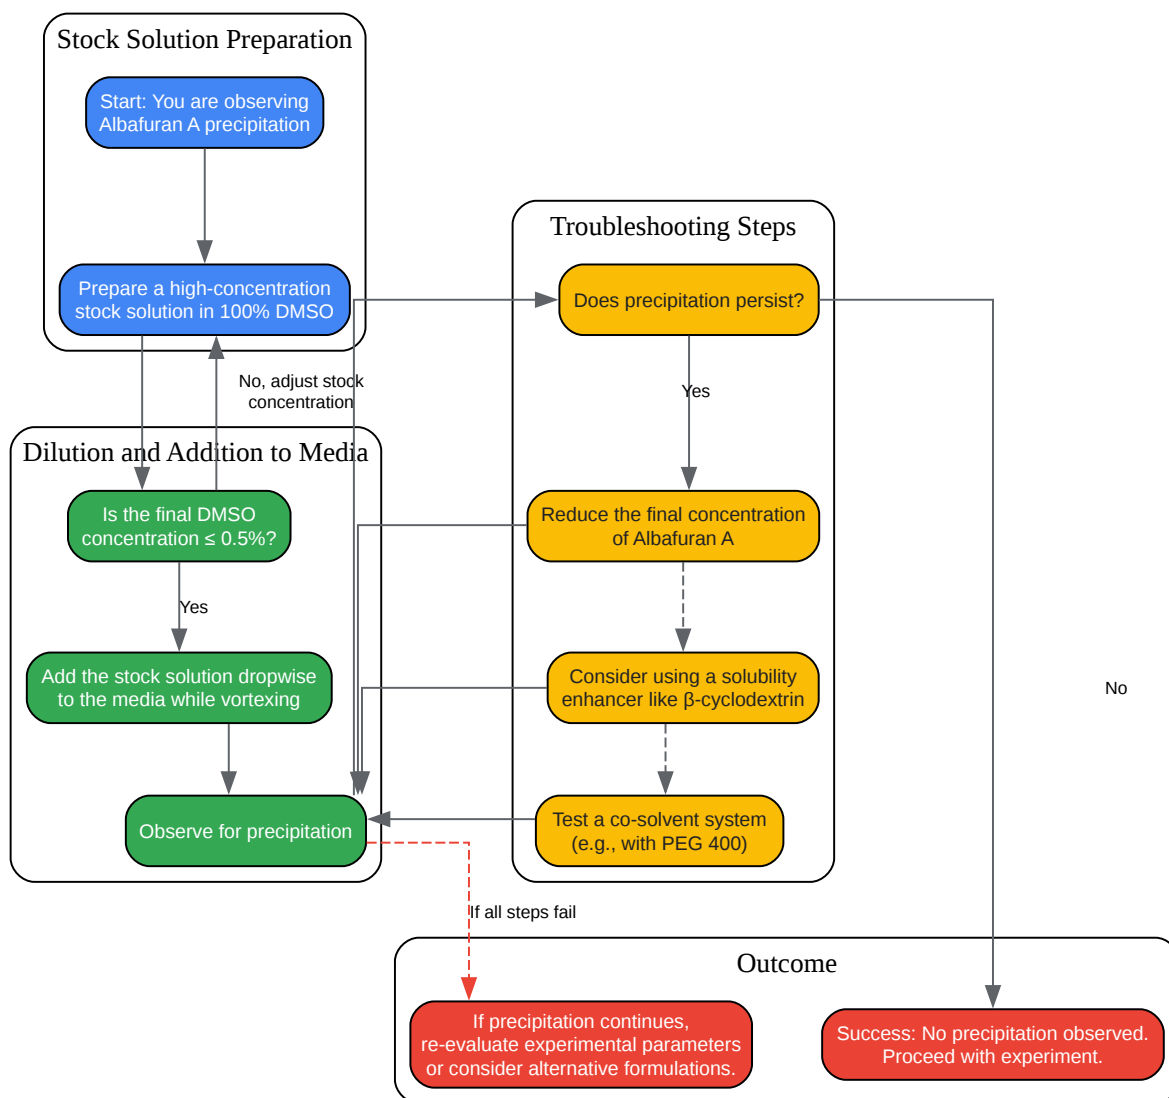 Stock Solution Preparation
Start: You are observing
Albafuran A precipitation
Prepare a high-concentration
stock solution in 100% DMSO
No, adjust stock
concentration
Dilution and Addition to Media
Is the final DMSO
concentration ≤ 0.5%?
Yes
Add the stock solution dropwise
to the media while vortexing
Observe for precipitation
Troubleshooting Steps
Does precipitation persist?
Yes
Reduce the final concentration
of Albafuran A
Consider using a solubility
enhancer like β-cyclodextrin
Test a co-solvent system
(e.g., with PEG 400)
No
If all steps fail
Outcome
If precipitation continues,
re-evaluate experimental parameters
or consider alternative formulations.
Success: No precipitation observed.
Proceed with experiment.